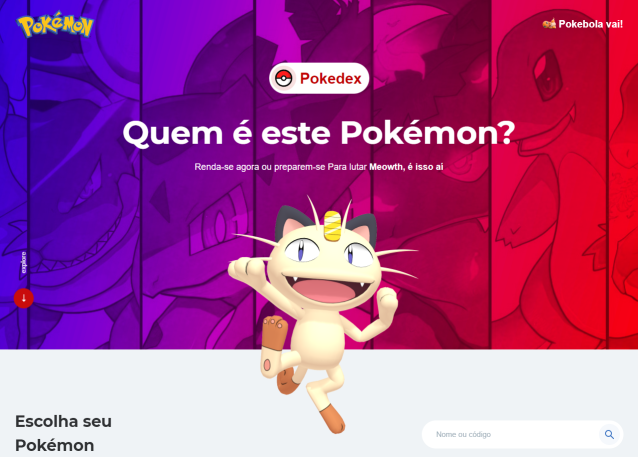 POKéMON
Pokebola vai!
Pokedex
Quem é este Pokémon?
Renda-se agora ou preparem-se Para lutar Meowth, é isso ai
explore
Escolha seu
Pokémon
Nome ou código